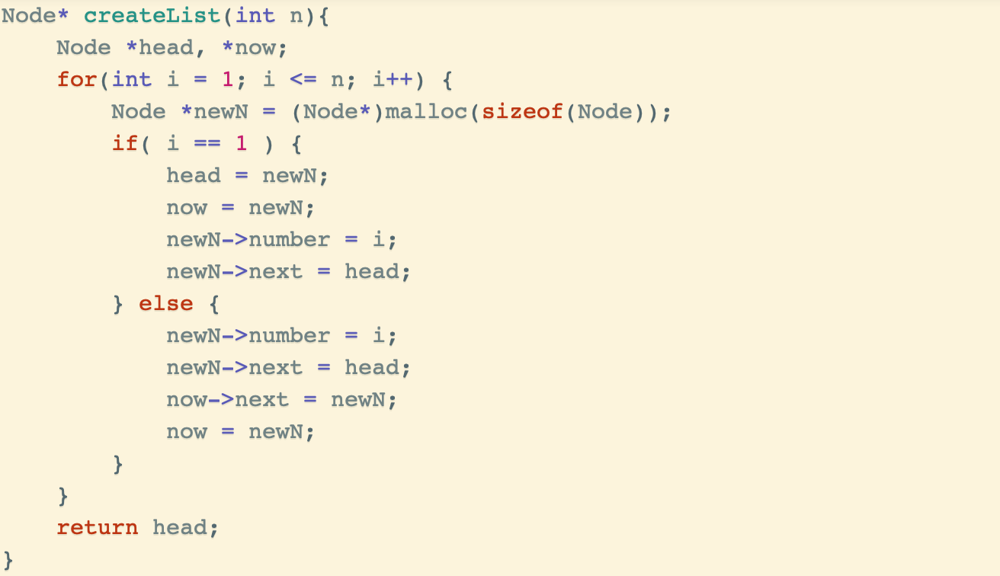 Node* createList(int n){
    Node *head, *now;
    for(int i = 1; i <= n; i++) {
        Node *newN = (Node*)malloc(sizeof(Node));
        if( i == 1 ) {
            head = newN;
            now = newN;
            newN->number = i;
            newN->next = head;
        } else {
            newN->number = i;
            newN->next = head;
            now->next = newN;
            now = newN;
        }
    }
    return head;
}